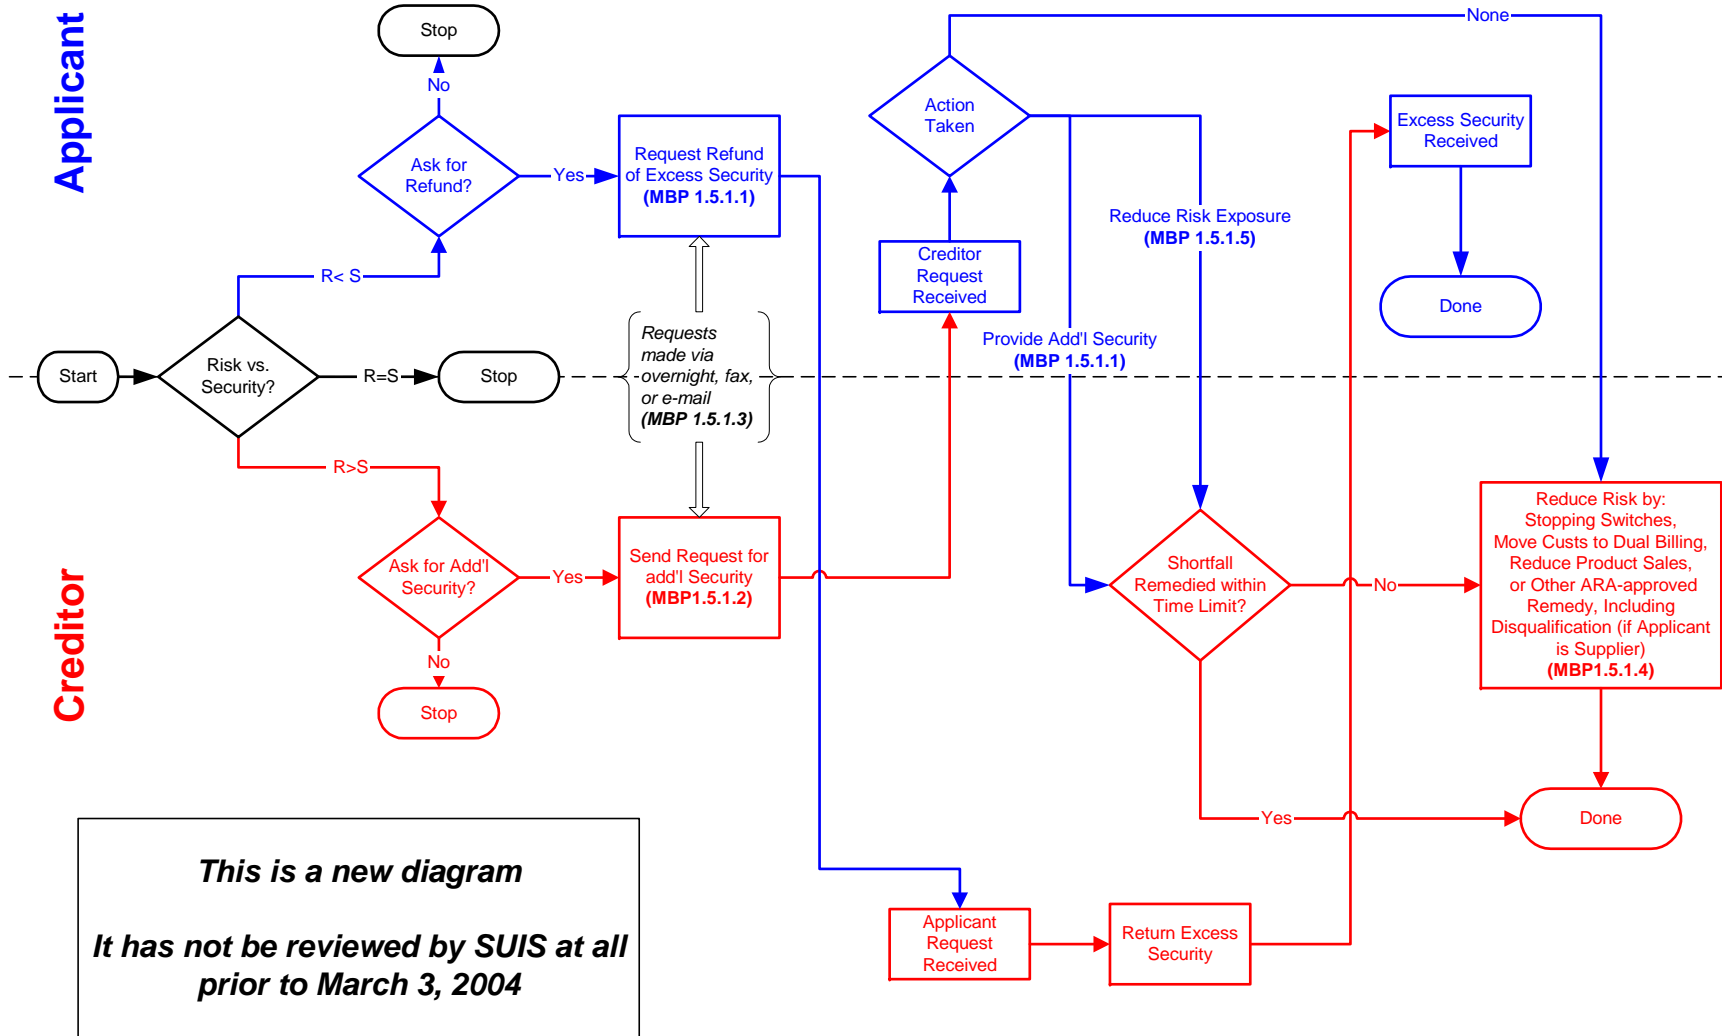 Applicant
Creditor
Start
Risk vs.
Security?
R< S
R=S
R>S
Stop
Ask for
Refund?
No
Stop
Yes
Request Refund
of Excess Security
(MBP 1.5.1.1)
Requests
made via
overnight, fax,
or e-mail
(MBP 1.5.1.3)
Ask for Add'l
Security?
No
Stop
Yes
Send Request for
add'l Security
(MBP1.5.1.2)
Creditor
Request
Received
Action
Taken
None
Reduce Risk Exposure
(MBP 1.5.1.5)
Provide Add'l Security
(MBP 1.5.1.1)
Excess Security
Received
Done
Shortfall
Remedied within
Time Limit?
No
Yes
Reduce Risk by:
Stopping Switches,
Move Custs to Dual Billing,
Reduce Product Sales,
or Other ARA-approved
Remedy, Including
Disqualification (if Applicant
is Supplier)
(MBP1.5.1.4)
Done
Applicant
Request
Received
Return Excess
Security
This is a new diagram
It has not be reviewed by SUIS at all
prior to March 3, 2004